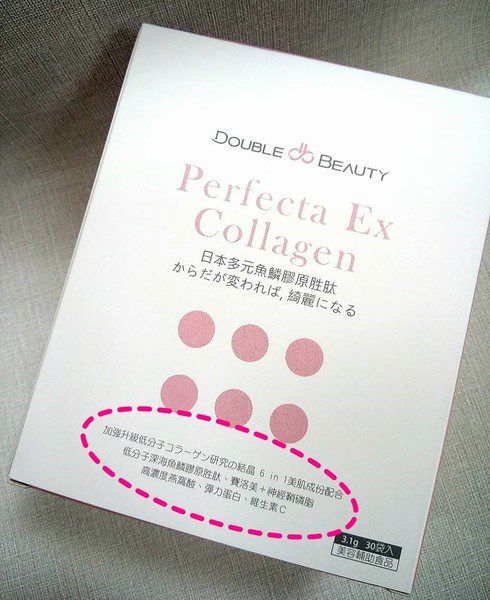 DOUBLE BEAUTY
Perfecta Ex
Collagen
日本多元魚鱗膠原胜肽
からだが変われば, 綺麗になる
加強升級低分子コラーゲン研究の結晶 6 in 1美肌成份配合
低分子深海魚鱗膠原胜肽、賽洛美+神經鞘磷脂
高濃度燕窩酸、彈力蛋白、維生素C
3.1g 30袋入
美容輔助食品